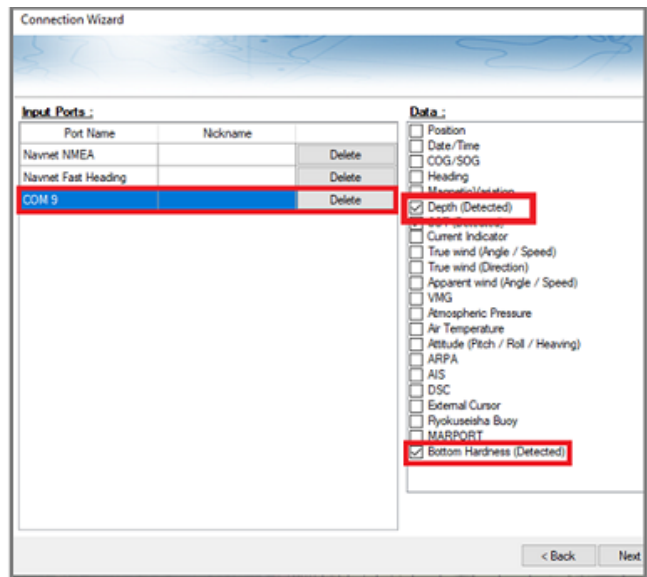 Connection Wizard
Input Ports :
Port Name Nickname
Navnet NMEA Delete
Navnet Fast Heading Delete
COM 9 Delete
Data :
Position
Date/Time
COG/SOG
Heading
Magnetic Variation
Depth (Detected)
(Detected)
Current Indicator
True wind (Angle / Speed)
True wind (Direction)
Apparent wind (Angle / Speed)
VMG
Atmospheric Pressure
Air Temperature
Attitude (Pitch / Roll / Heaving)
ARPA
AIS
DSC
External Cursor
Ryokuseisha Buoy
MARPORT
Bottom Hardness (Detected)
< Back Next